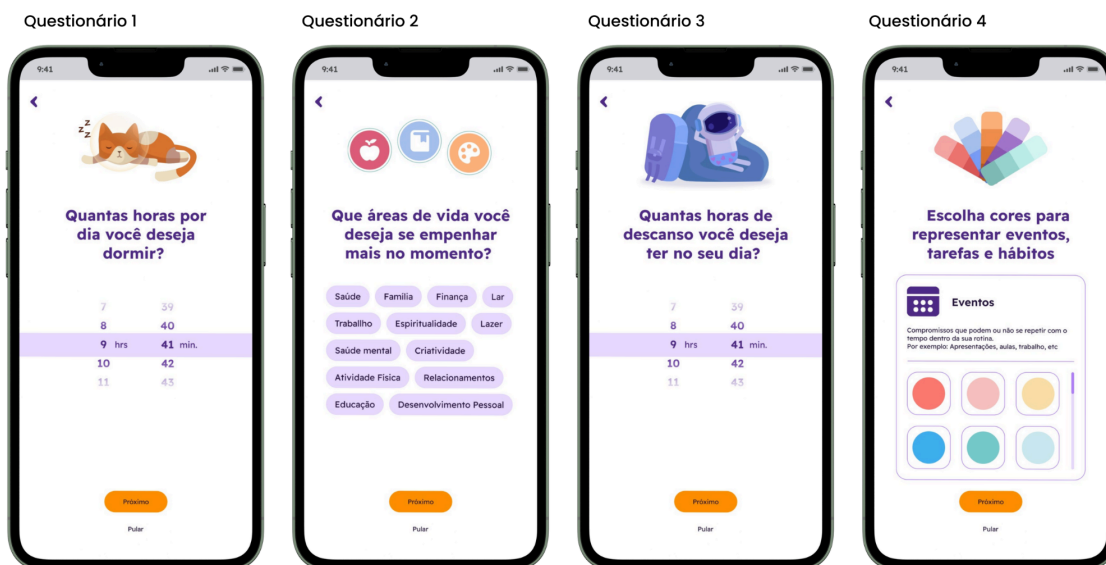 Questionário 1
Questionário 2
Questionário 3
Questionário 4
9:41
z z z
Quantas horas por
dia você deseja
dormir?
7 39
8 40
9 hrs 41 min.
10 42
11 43
Próximo
Pular
9:41
Que áreas de vida você
deseja se empenhar
mais no momento?
Saúde Familia Finança Lar
Traballho Espiritualidade Lazer
Saúde mental Criatividade
Atividade Física Relacionamentos
Educação Desenvolvimento Pessoal
Próximo
Pular
9:41
Quantas horas de
descanso você deseja
ter no seu dia?
7 39
8 40
9 hrs 41 min.
10 42
11 43
Próximo
Pular
9:41
Escolha cores para
representar eventos,
tarefas e hábitos
Eventos
Compromissos que podem ou não se repetir com o
tempo dentro da sua rotina.
Por exemplo: Apresentações, aulas, trabalho, etc
Próximo
Pular